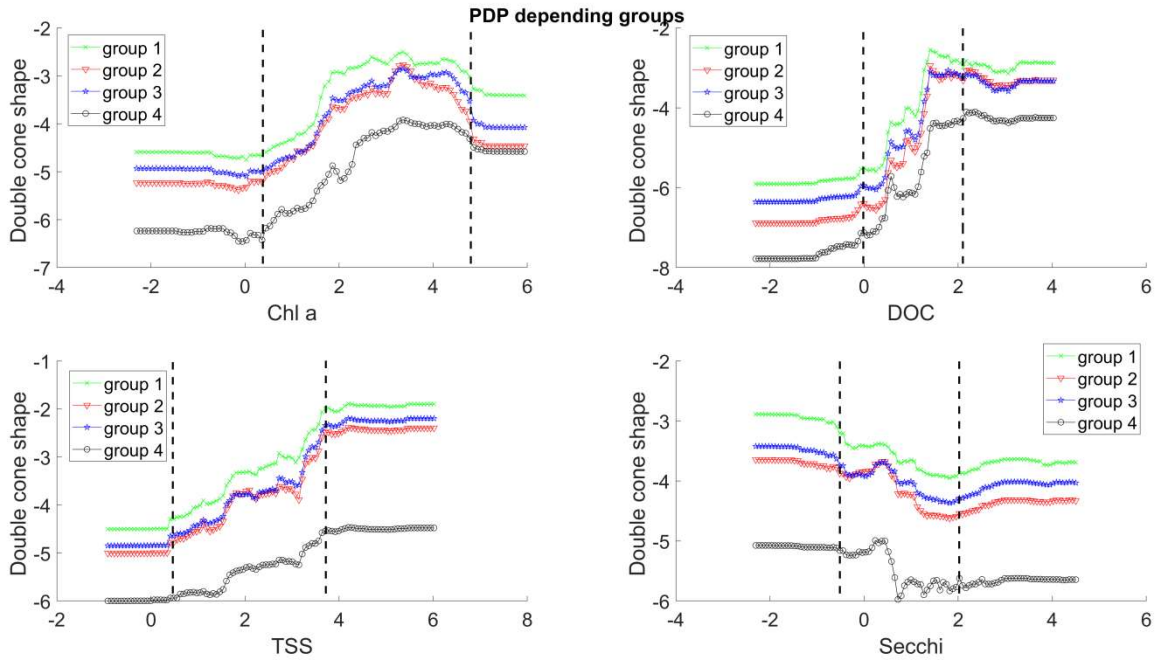 PDP depending groups
-2
-3
-4
-5
-6
-7
-4
-2
0
2
4
6
8
Double cone shape
Chl a
group 1
group 2
group 3
group 4
-2
-4
-6
-8
-4
-2
0
2
4
6
Double cone shape
DOC
group 1
group 2
group 3
group 4
-1
-2
-3
-4
-5
-6
-2
0
2
4
6
8
Double cone shape
TSS
group 1
group 2
group 3
group 4
-1
-2
-3
-4
-5
-6
-4
-2
0
2
4
6
Double cone shape
Secchi
group 1
group 2
group 3
group 4